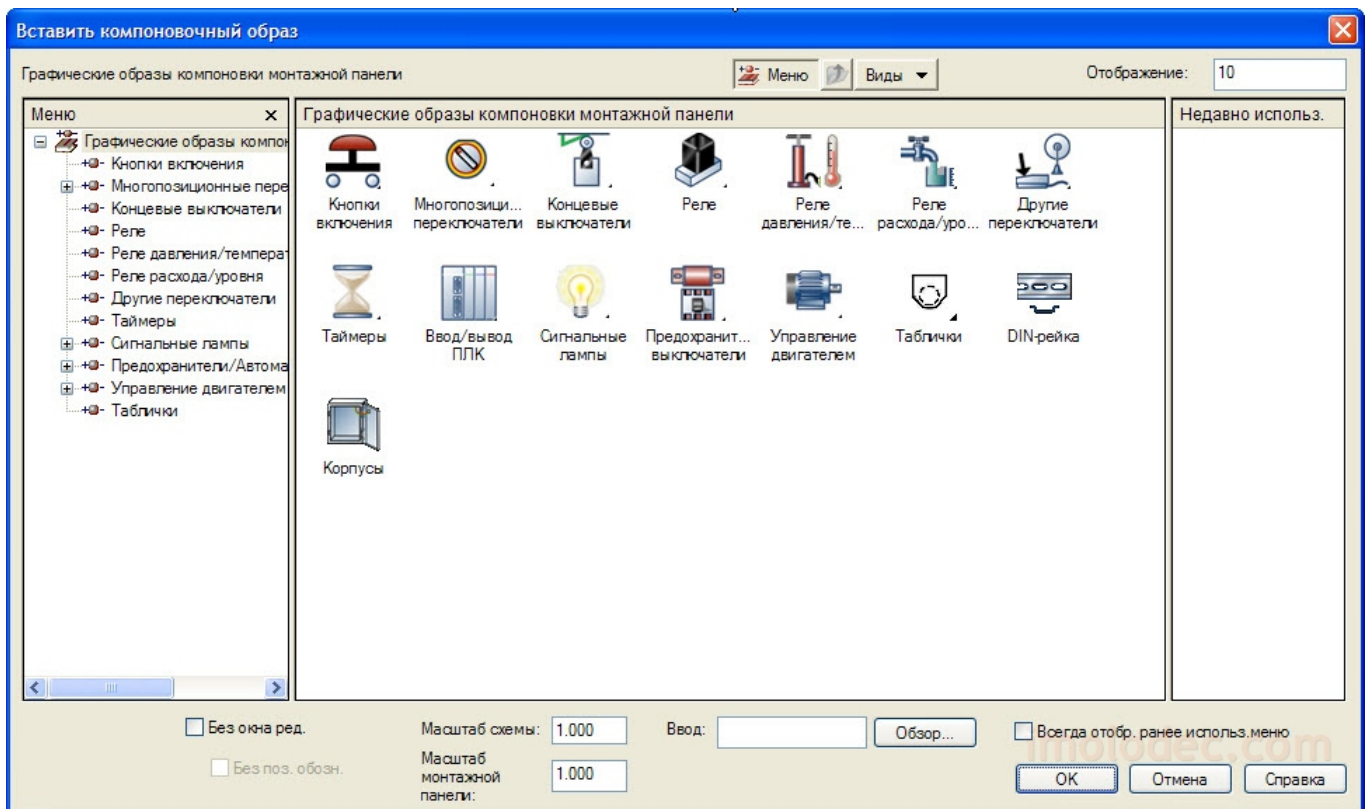 Вставить компоновочный образ
Графические образы компоновки монтажной панели
Меню
Виды
Отображение:
10
Меню
Графические образы компон
Кнопки включения
Многопозиционные пере
Концевые выключатели
Реле
Реле давления/температ
Реле расхода/уровня
Другие переключатели
Таймеры
Сигнальные лампы
Предохранители/Автома
Управление двигателем
Таблички
Графические образы компоновки монтажной панели
Кнопки
включения
Многопозици...
переключатели
Концевые
выключатели
Реле
Реле
давления/те...
Реле
расхода/уро...
Другие
переключатели
Таймеры
Ввод/вывод
ПЛК
Сигнальные
лампы
Предохранит...
выключатели
Управление
двигателем
Таблички
DIN-рейка
Корпусы
Недавно использ.
Без окна ред.
Без поз. обозн.
Масштаб схемы:
1.000
Масштаб
монтажной
панели:
1.000
Ввод:
Обзор...
Всегда отобр. ранее использ.меню
imolodec.com
OK
Отмена
Справка